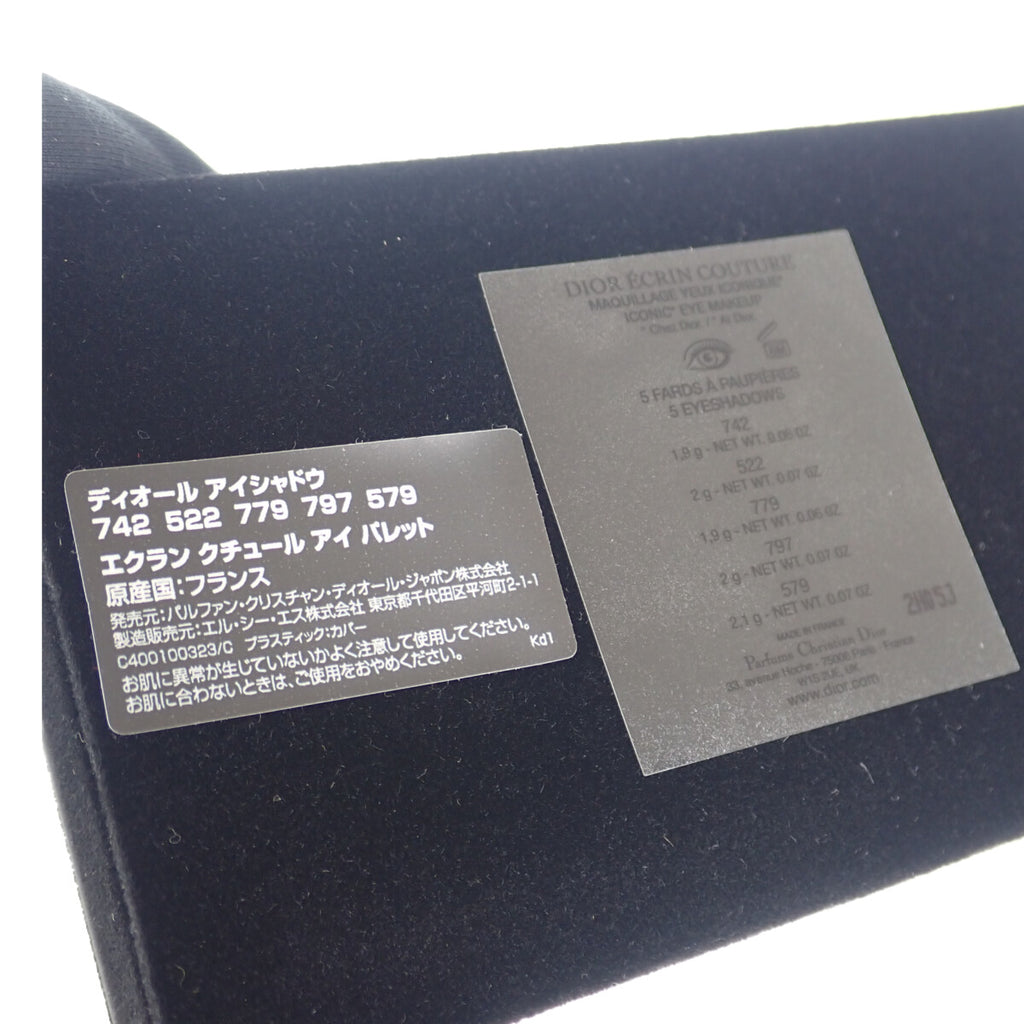 ディオール アイシャドウ
742 522 779 797 579
エクラン クチュール アイ パレット
原産国:フランス
発売元:パルファン・クリスチャン・ディオール・ジャポン株式会社
製造販売元:エル・シー・エス株式会社 東京都千代田区平河町2-1-1
C400100323/C プラスティック:カバー
お肌に異常が生じていないかよく注意して使用してください。
お肌に合わないときは、ご使用をおやめください。
Kd1
DIOR ÉCRIN COUTURE
MAQUILLAGE YEUX ICONIQUE*
ICONIC* EYE MAKEUP
* Chez Dior. / * At Dior.
5 FARDS À PAUPIÈRES
5 EYESHADOWS
742
1,9 g - NET WT. 0.06 OZ
522
2 g - NET WT. 0.07 OZ
779
1,9 g - NET WT. 0.06 OZ
797
2 g - NET WT. 0.07 OZ
579
2,1 g - NET WT. 0.07 OZ
2H05J
MADE IN FRANCE
Parfums Christian Dior
33, avenue Hoche - 75008 Paris France
W1S 2UE, UK
www.dior.com